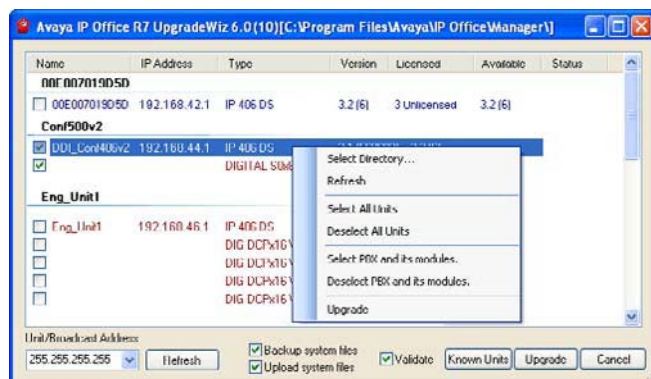 Avaya IP Office R7 UpgradeWiz 6.0(10)[C:\Program Files\Avaya\IP Office\Manager\]
Name IP Address Type Version Licensed Available Status
00E007019D5D
00E007019D5D 192.168.42.1 IP 406 DS 3.2 (6) 3 Unlicensed 3.2 (6)
Conf500v2
DDI_Conf406v2 192.168.44.1 IP 406 DS
DIGITAL
Select Directory...
Refresh
Eng_Unit1
Select All Units
Eng_Unit1 192.168.46.1 IP 406 DS
Deselect All Units
DIG DCPx16 V
DIG DCPx16 V
Select PBX and its modules.
DIG DCPx16 V
Deselect PBX and its modules.
DIG DCPx16 V
Upgrade
Unit/Broadcast Address
255.255.255.255 Refresh
Backup system files
Upload system files
Validate Known Units Upgrade Cancel